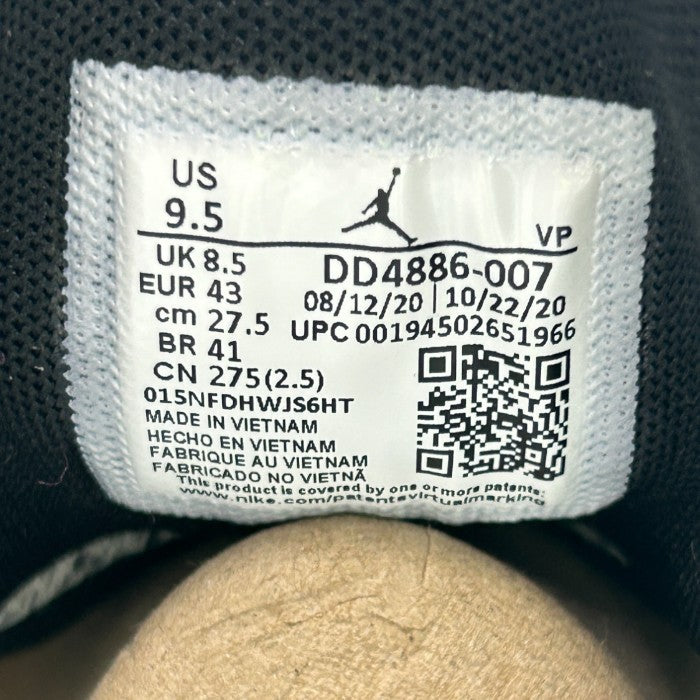 US
9.5
VP
UK 8.5
EUR 43
cm 27.5
BR 41
CN 275(2.5)
DD4886-007
08/12/20 | 10/22/20
UPC 00194502651966
015NFDHWJS6HT
MADE IN VIETNAM
HECHO EN VIETNAM
FABRIQUE AU VIETNAM
FABRICADO NO VIETNÃ
This product is covered by one or more patents:
www.nike.com/patentsvirtualmarking